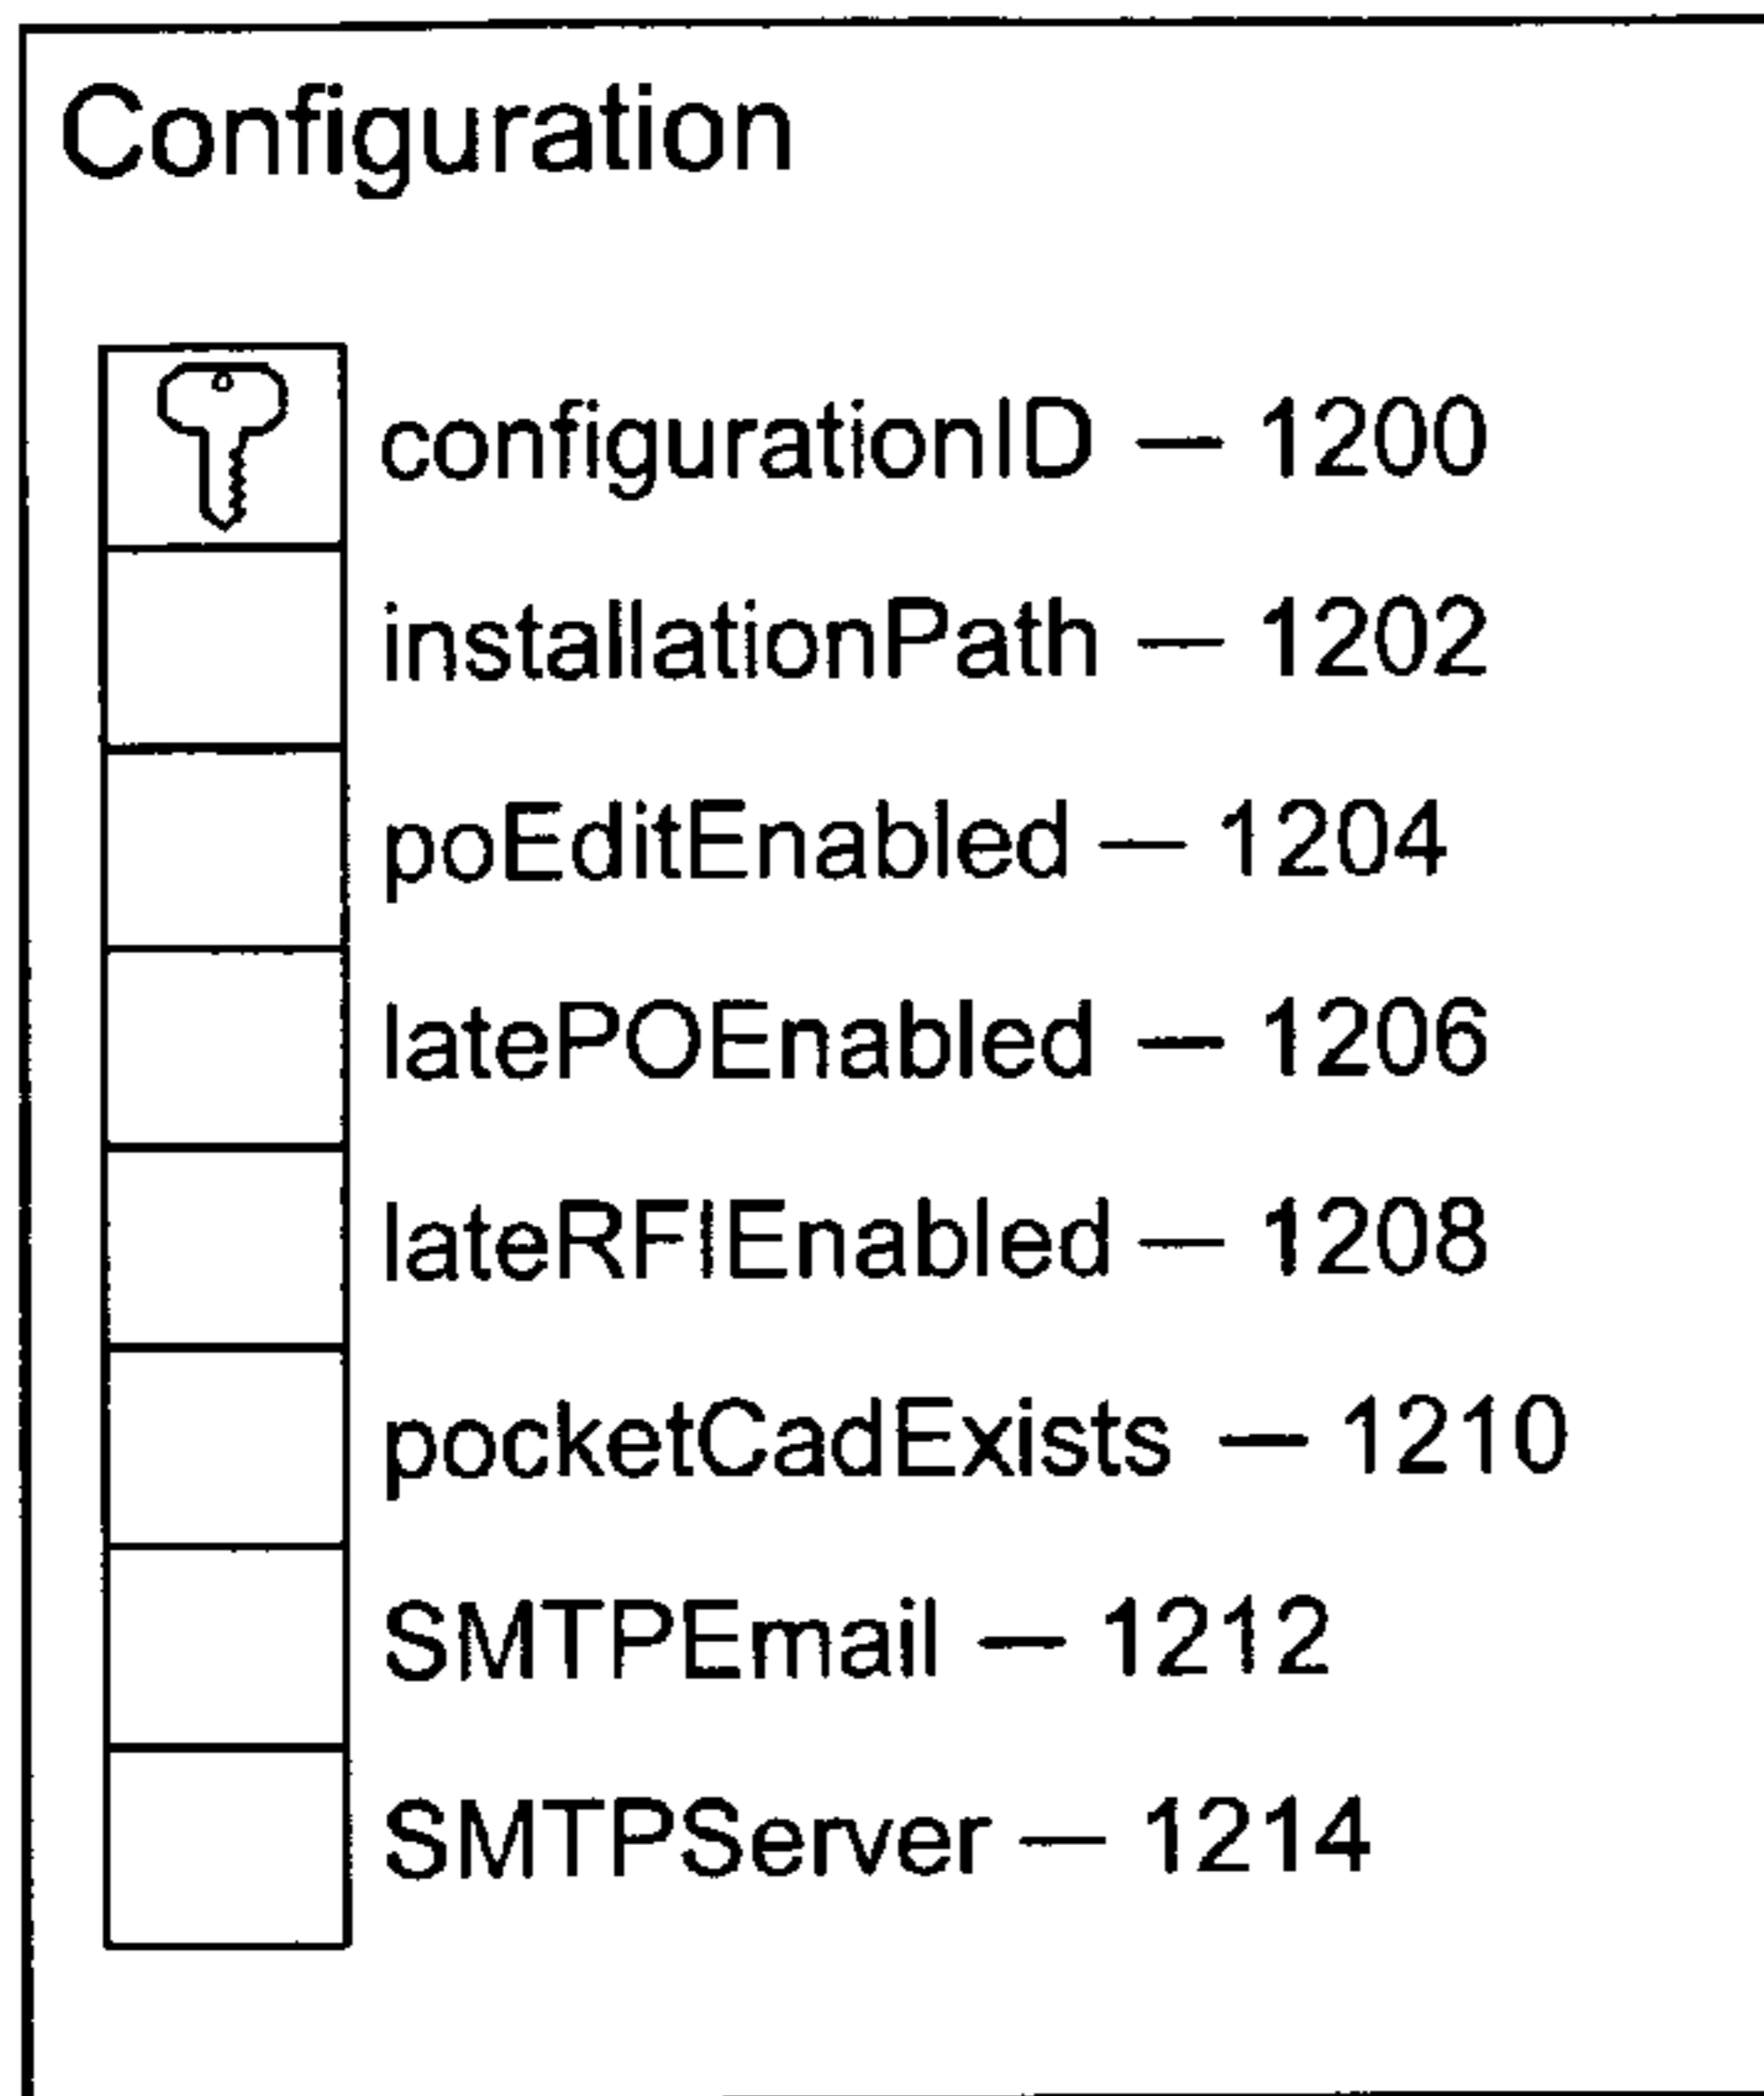 Configuration
configurationID — 1200
installationPath — 1202
poEditEnabled — 1204
latePOEnabled — 1206
lateRFIEnabled — 1208
pocketCadExists — 1210
SMTPEmail — 1212
SMTPServer — 1214